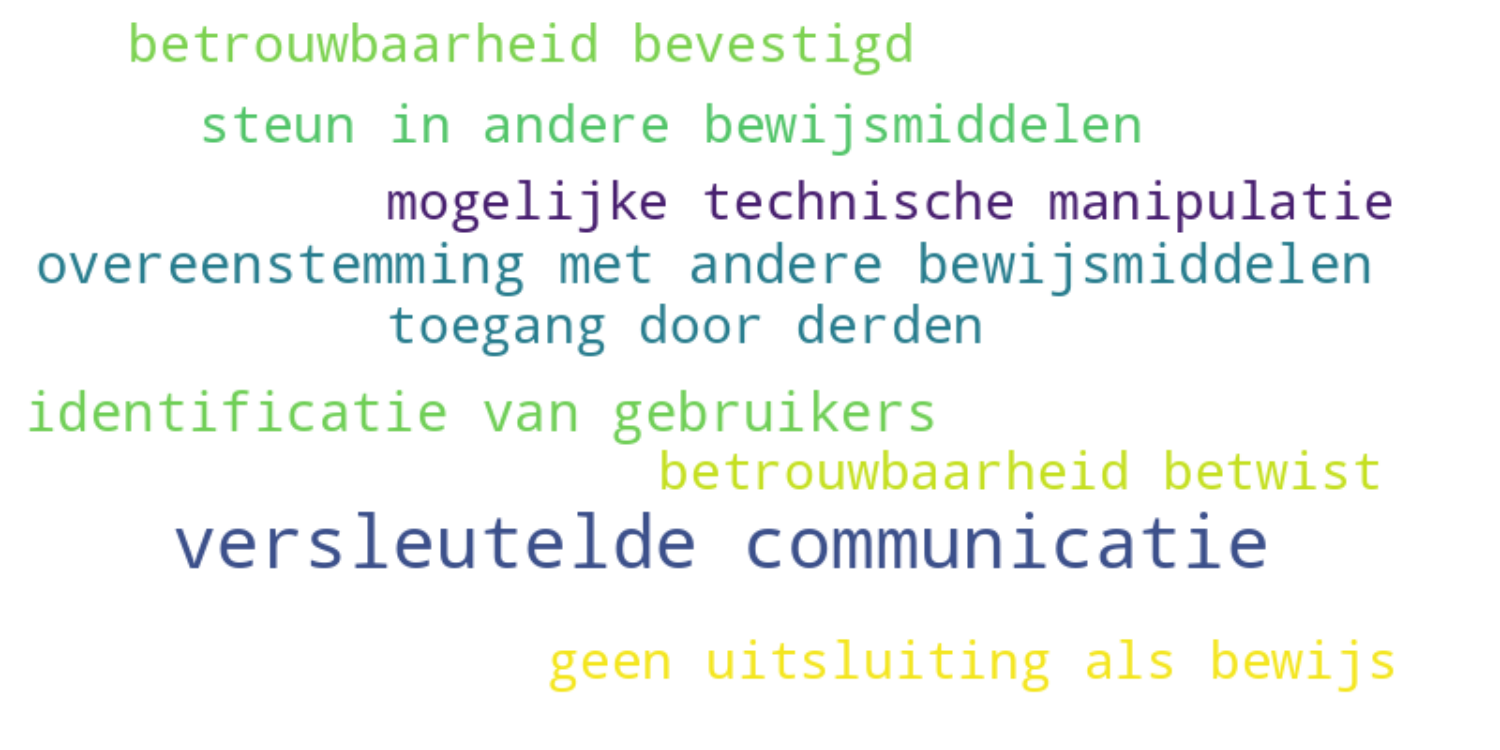 betrouwbaarheid bevestigd
steun in andere bewijsmiddelen
mogelijke technische manipulatie
overeenstemming met andere bewijsmiddelen
toegang door derden
identificatie van gebruikers
betrouwbaarheid betwist
versleutelde communicatie
geen uitsluiting als bewijs